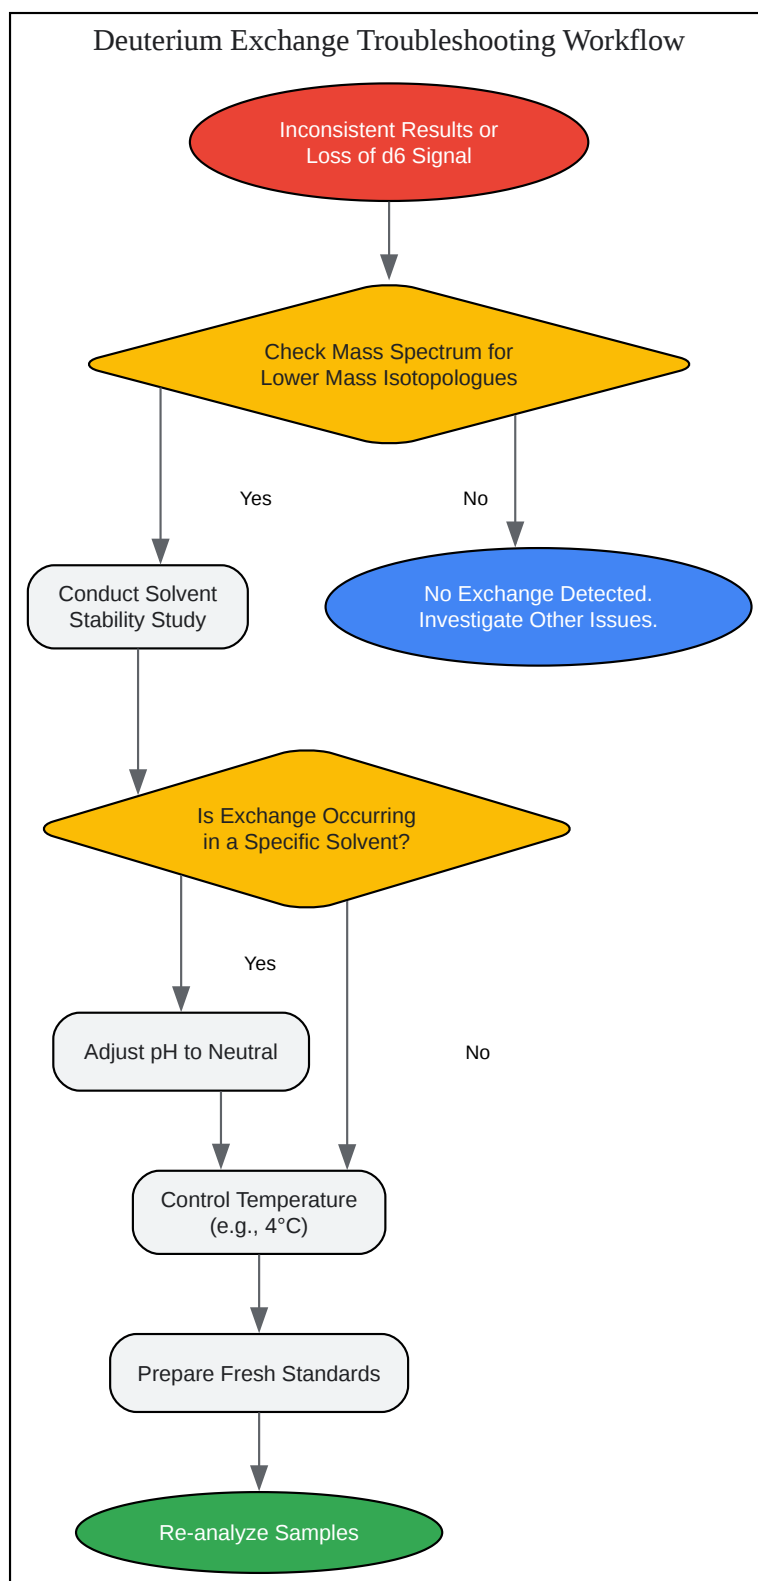 Deuterium Exchange Troubleshooting Workflow
Inconsistent Results or
Loss of d6 Signal
Check Mass Spectrum for
Lower Mass Isotopologues
Yes
No
Conduct Solvent
Stability Study
No Exchange Detected.
Investigate Other Issues.
Is Exchange Occurring
in a Specific Solvent?
Yes
Adjust pH to Neutral
No
Control Temperature
(e.g., 4°C)
Prepare Fresh Standards
Re-analyze Samples